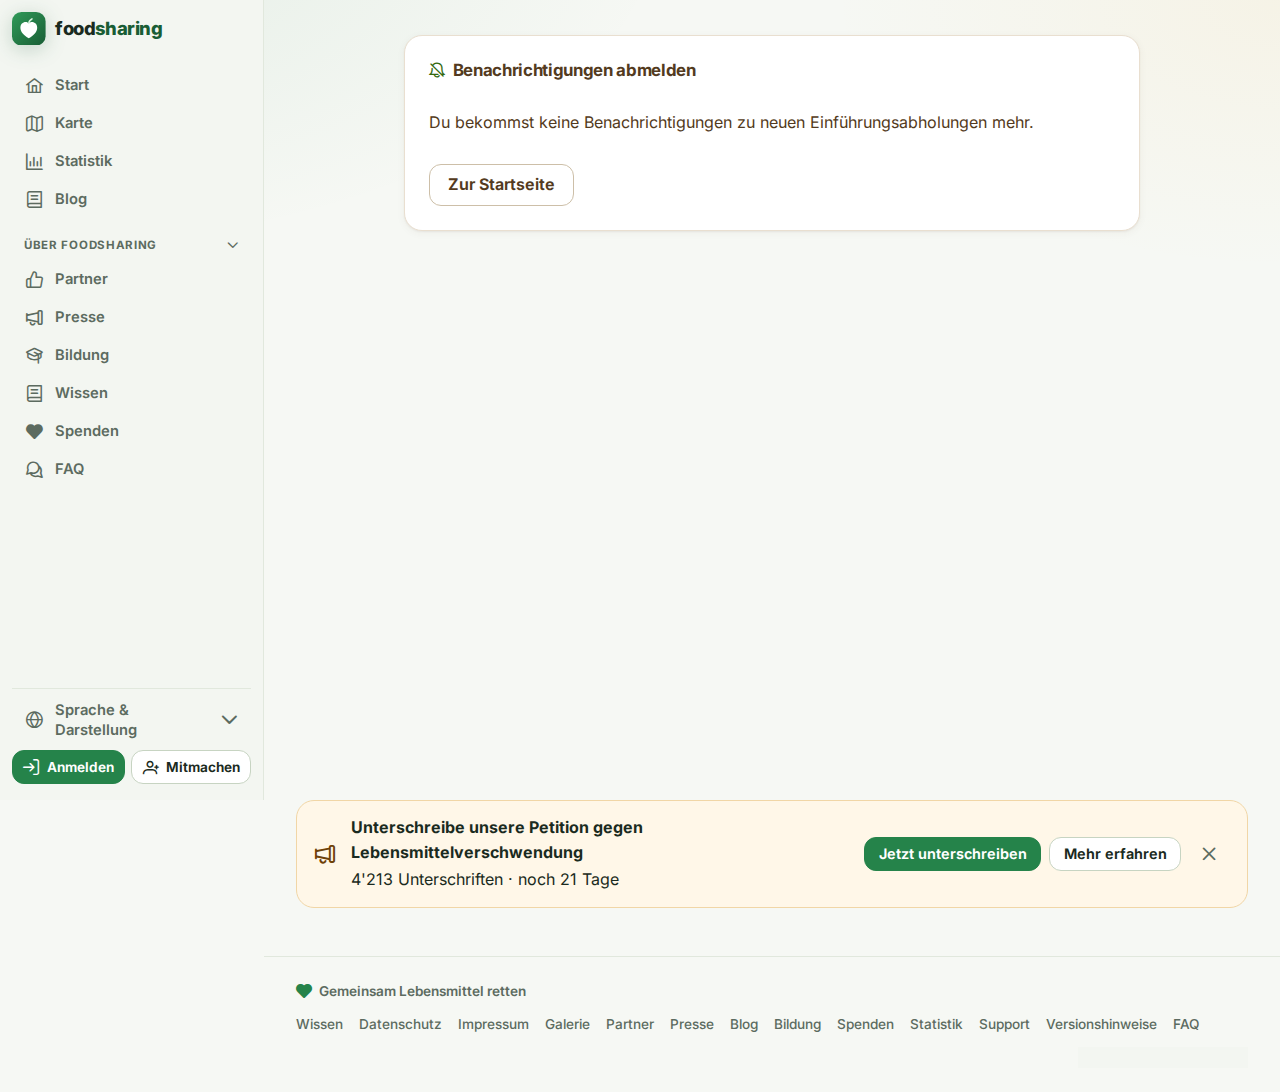 foodsharing
Start
Karte
Statistik
Blog
ÜBER FOODSHARING
Partner
Presse
Bildung
Wissen
Spenden
FAQ
Sprache &
Darstellung
Anmelden
Mitmachen
Benachrichtigungen abmelden
Du bekommst keine Benachrichtigungen zu neuen Einführungsabholungen mehr.
Zur Startseite
Unterschreibe unsere Petition gegen
Lebensmittelverschwendung
4'213 Unterschriften · noch 21 Tage
Jetzt unterschreiben
Mehr erfahren
Gemeinsam Lebensmittel retten
Wissen Datenschutz Impressum Galerie Partner Presse Blog Bildung Spenden Statistik Support Versionshinweise FAQ